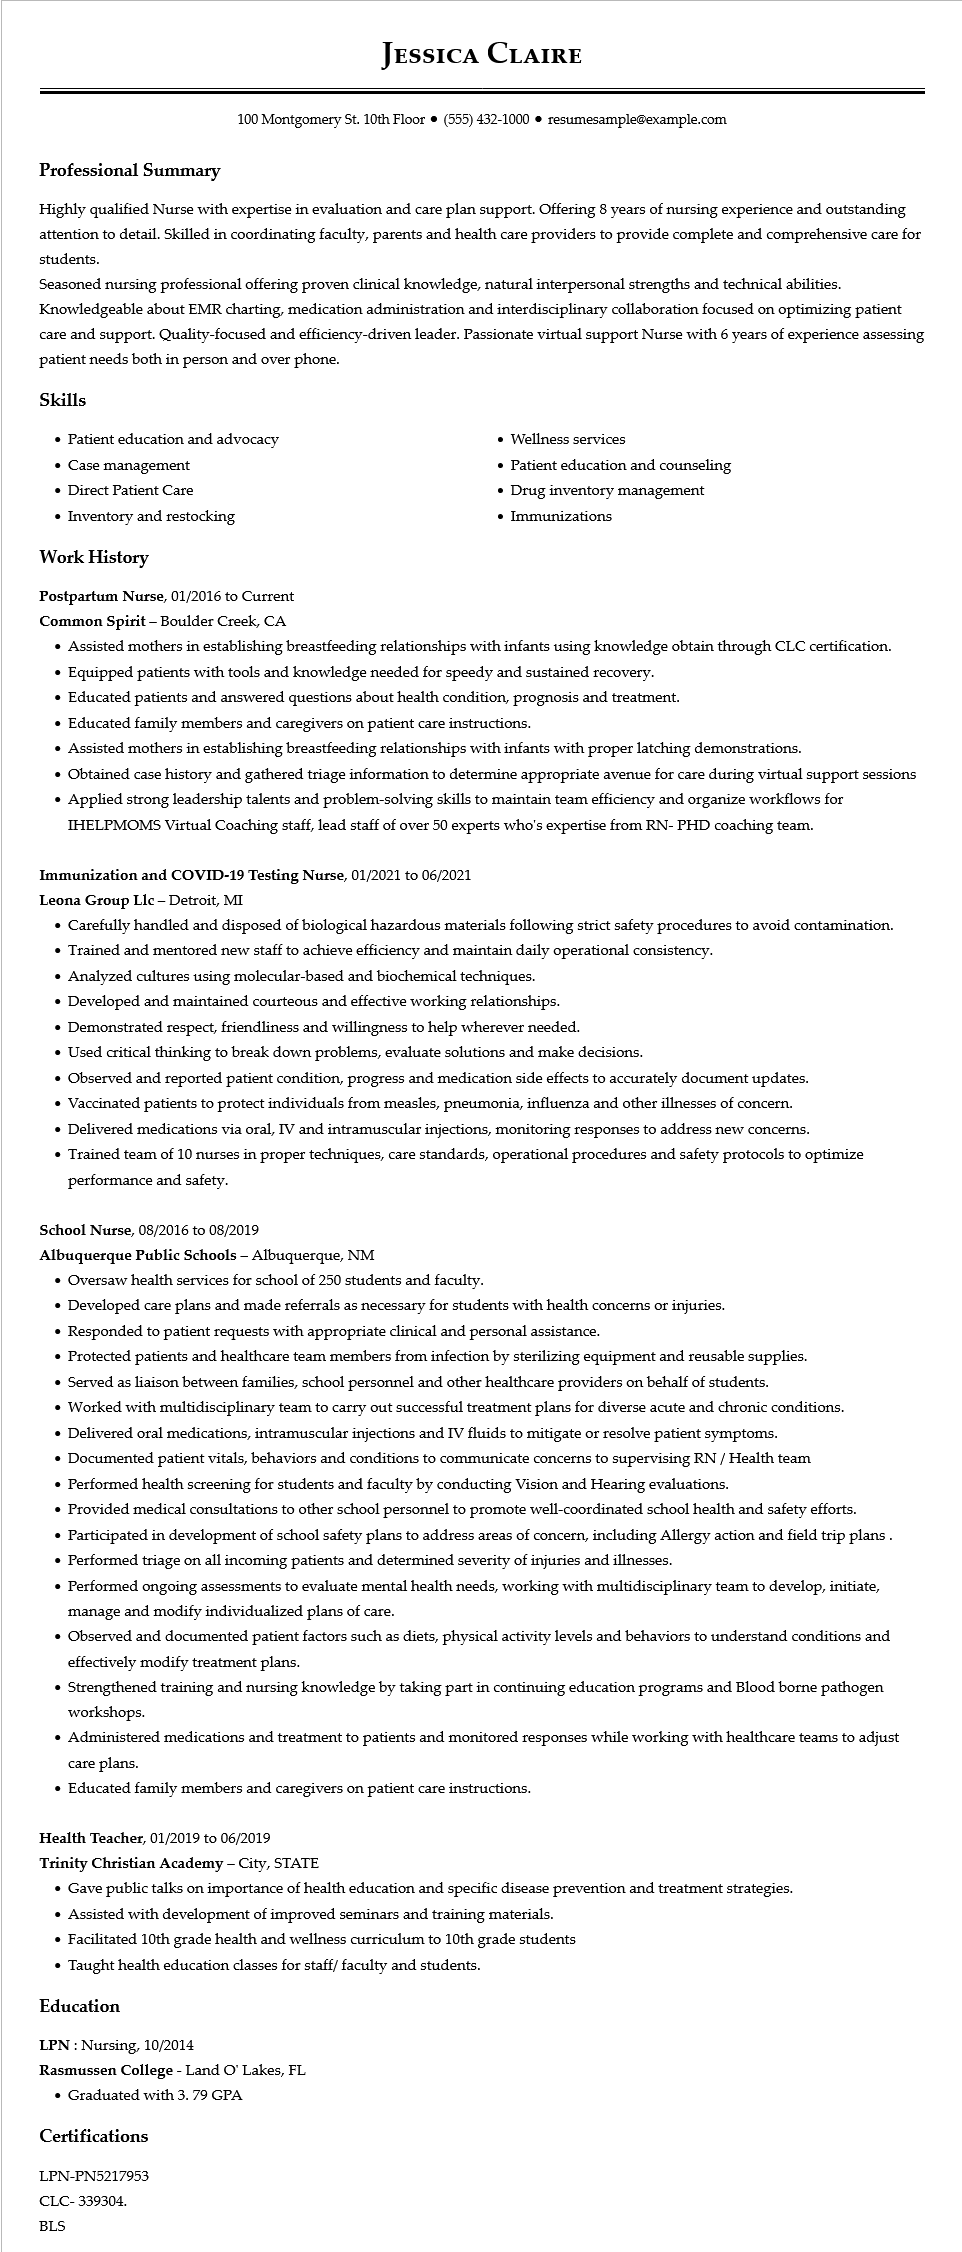 Jessica Claire
100 Montgomery St. 10th Floor ● (555) 432-1000 ● resumesample@example.com
Professional Summary
Highly qualified Nurse with expertise in evaluation and care plan support. Offering 8 years of nursing experience and outstanding
attention to detail. Skilled in coordinating faculty, parents and health care providers to provide complete and comprehensive care for
students.
Seasoned nursing professional offering proven clinical knowledge, natural interpersonal strengths and technical abilities.
Knowledgeable about EMR charting, medication administration and interdisciplinary collaboration focused on optimizing patient
care and support. Quality-focused and efficiency-driven leader. Passionate virtual support Nurse with 6 years of experience assessing
patient needs both in person and over phone.
Skills
• Patient education and advocacy
• Case management
• Direct Patient Care
• Inventory and restocking
• Wellness services
• Patient education and counseling
• Drug inventory management
• Immunizations
Work History
Postpartum Nurse, 01/2016 to Current
Common Spirit – Boulder Creek, CA
• Assisted mothers in establishing breastfeeding relationships with infants using knowledge obtain through CLC certification.
• Equipped patients with tools and knowledge needed for speedy and sustained recovery.
• Educated patients and answered questions about health condition, prognosis and treatment.
• Educated family members and caregivers on patient care instructions.
• Assisted mothers in establishing breastfeeding relationships with infants with proper latching demonstrations.
• Obtained case history and gathered triage information to determine appropriate avenue for care during virtual support sessions
• Applied strong leadership talents and problem-solving skills to maintain team efficiency and organize workflows for
IHELPMOMS Virtual Coaching staff, lead staff of over 50 experts who's expertise from RN- PHD coaching team.
Immunization and COVID-19 Testing Nurse, 01/2021 to 06/2021
Leona Group Llc – Detroit, MI
• Carefully handled and disposed of biological hazardous materials following strict safety procedures to avoid contamination.
• Trained and mentored new staff to achieve efficiency and maintain daily operational consistency.
• Analyzed cultures using molecular-based and biochemical techniques.
• Developed and maintained courteous and effective working relationships.
• Demonstrated respect, friendliness and willingness to help wherever needed.
• Used critical thinking to break down problems, evaluate solutions and make decisions.
• Observed and reported patient condition, progress and medication side effects to accurately document updates.
• Vaccinated patients to protect individuals from measles, pneumonia, influenza and other illnesses of concern.
• Delivered medications via oral, IV and intramuscular injections, monitoring responses to address new concerns.
• Trained team of 10 nurses in proper techniques, care standards, operational procedures and safety protocols to optimize
performance and safety.
School Nurse, 08/2016 to 08/2019
Albuquerque Public Schools – Albuquerque, NM
• Oversaw health services for school of 250 students and faculty.
• Developed care plans and made referrals as necessary for students with health concerns or injuries.
• Responded to patient requests with appropriate clinical and personal assistance.
• Protected patients and healthcare team members from infection by sterilizing equipment and reusable supplies.
• Served as liaison between families, school personnel and other healthcare providers on behalf of students.
• Worked with multidisciplinary team to carry out successful treatment plans for diverse acute and chronic conditions.
• Delivered oral medications, intramuscular injections and IV fluids to mitigate or resolve patient symptoms.
• Documented patient vitals, behaviors and conditions to communicate concerns to supervising RN / Health team
• Performed health screening for students and faculty by conducting Vision and Hearing evaluations.
• Provided medical consultations to other school personnel to promote well-coordinated school health and safety efforts.
• Participated in development of school safety plans to address areas of concern, including Allergy action and field trip plans .
• Performed triage on all incoming patients and determined severity of injuries and illnesses.
• Performed ongoing assessments to evaluate mental health needs, working with multidisciplinary team to develop, initiate,
manage and modify individualized plans of care.
• Observed and documented patient factors such as diets, physical activity levels and behaviors to understand conditions and
effectively modify treatment plans.
• Strengthened training and nursing knowledge by taking part in continuing education programs and Blood borne pathogen
workshops.
• Administered medications and treatment to patients and monitored responses while working with healthcare teams to adjust
care plans.
• Educated family members and caregivers on patient care instructions.
Health Teacher, 01/2019 to 06/2019
Trinity Christian Academy – City, STATE
• Gave public talks on importance of health education and specific disease prevention and treatment strategies.
• Assisted with development of improved seminars and training materials.
• Facilitated 10th grade health and wellness curriculum to 10th grade students
• Taught health education classes for staff/ faculty and students.
Education
LPN : Nursing, 10/2014
Rasmussen College - Land O' Lakes, FL
• Graduated with 3. 79 GPA
Certifications
LPN-PN5217953
CLC- 339304.
BLS